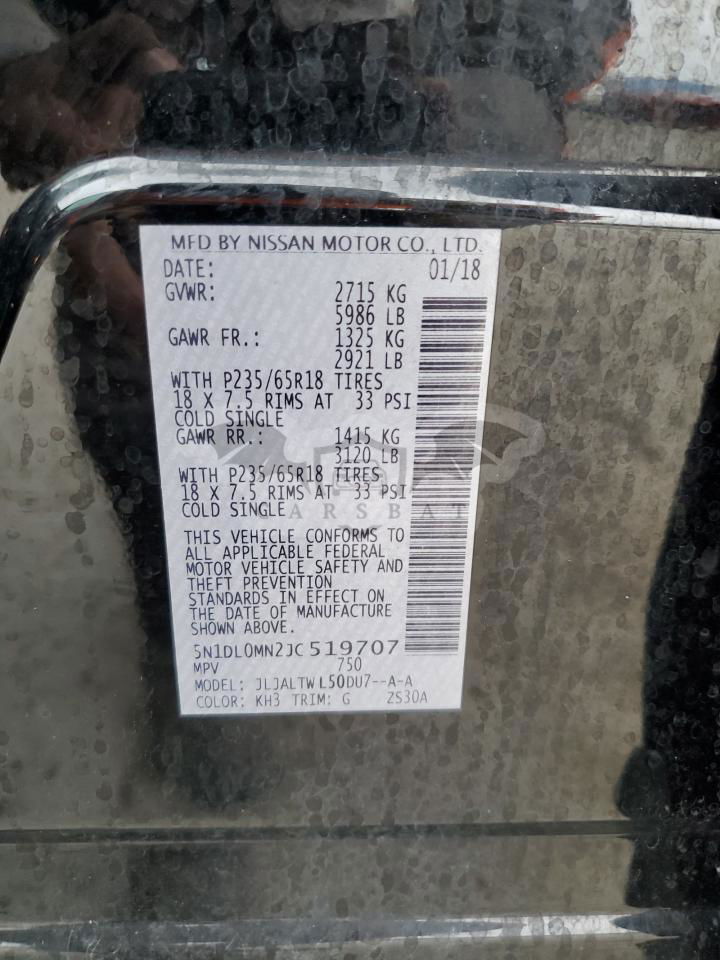 MFD BY NISSAN MOTOR CO., LTD.
DATE: 01/18
GVWR: 2715 KG
5986 LB
GAWR FR.: 1325 KG
2921 LB
WITH P235/65R18 TIRES
18 X 7.5 RIMS AT 33 PSI
COLD SINGLE
GAWR RR.: 1415 KG
3120 LB
WITH P235/65R18 TIRES
18 X 7.5 RIMS AT 33 PSI
COLD SINGLE
ARSBAT
THIS VEHICLE CONFORMS TO
ALL APPLICABLE FEDERAL
MOTOR VEHICLE SAFETY AND
THEFT PREVENTION
STANDARDS IN EFFECT ON
THE DATE OF MANUFACTURE
SHOWN ABOVE.
5N1DL0MN2JC519707
MPV 750
MODEL: JLJALTWL50DU7--A-A
COLOR: KH3 TRIM: G ZS30A